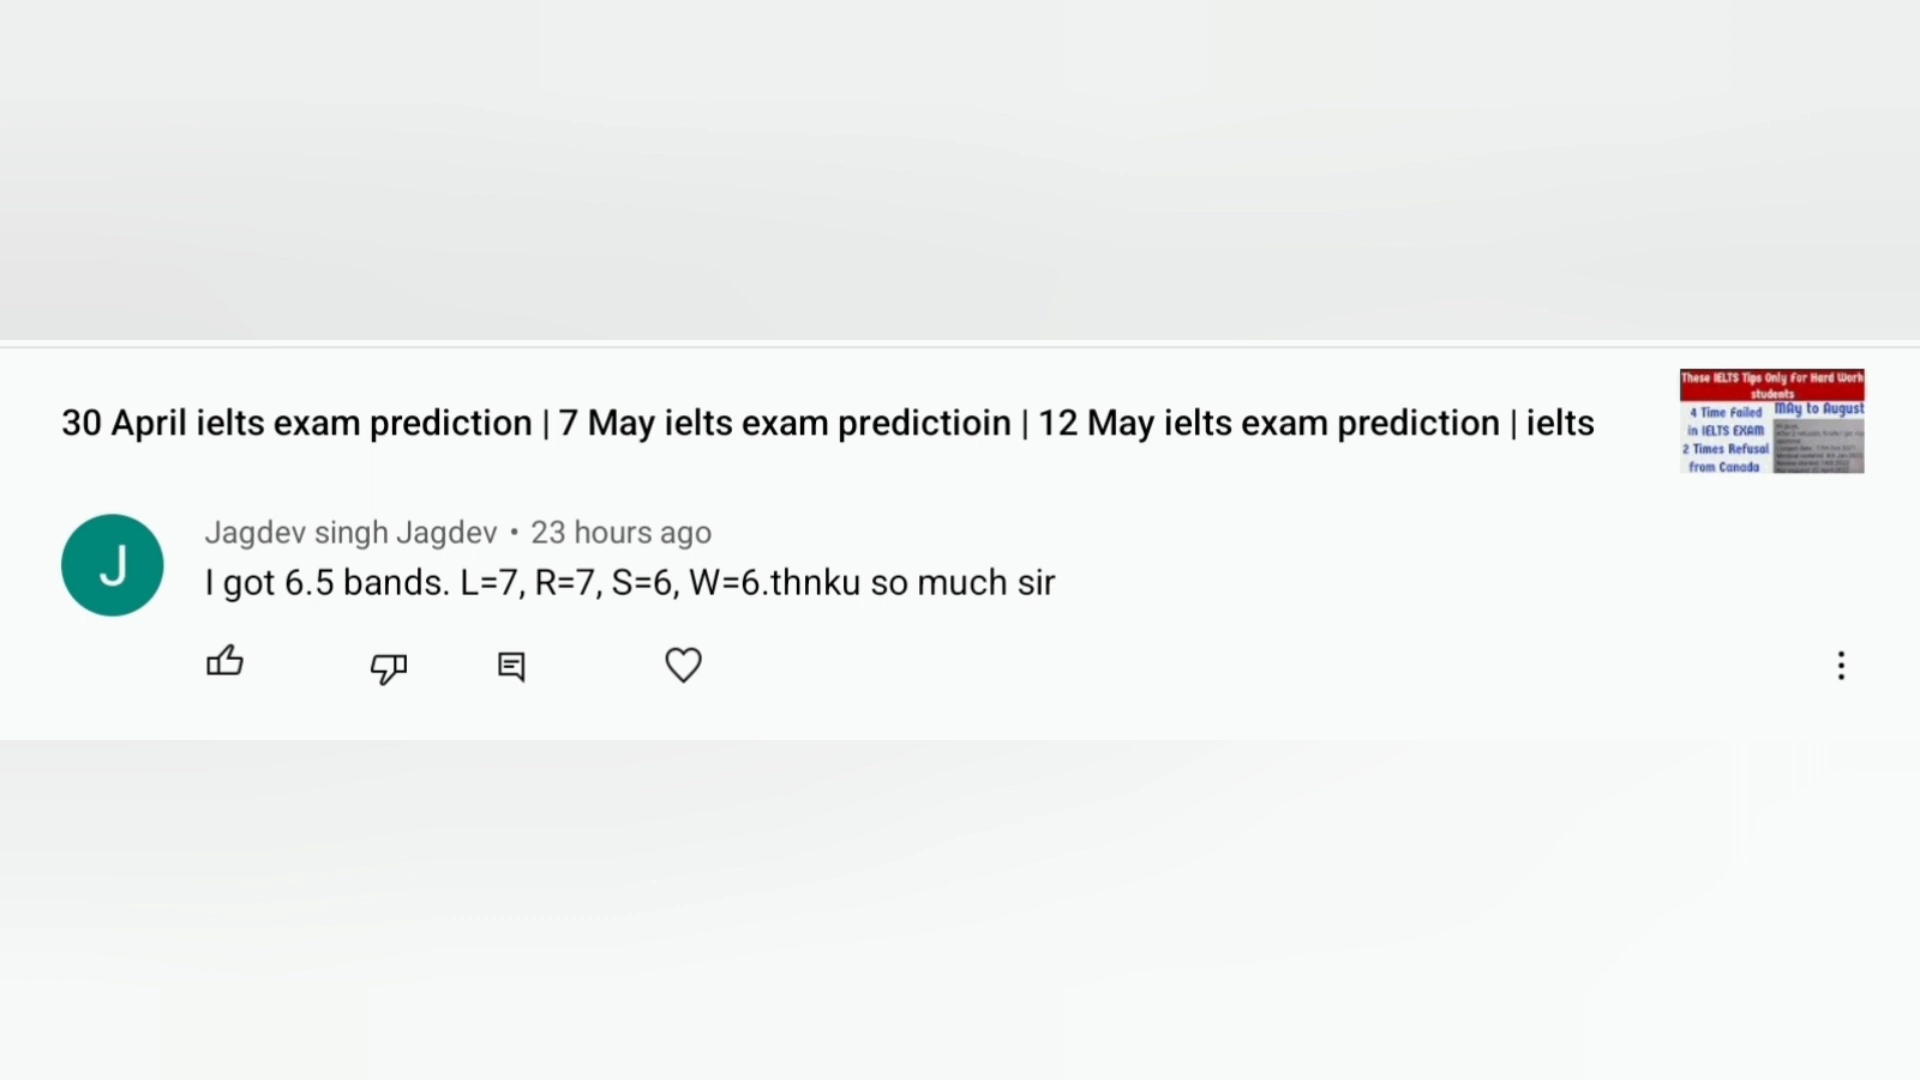 30 April ielts exam prediction | 7 May ielts exam predictioin | 12 May ielts exam prediction | ielts
These IELTS Tips Only For Hard Work
students
4 Time Failed
in IELTS EXAM
2 Times Refusal
from Canada
MAy to August
Jagdev singh Jagdev • 23 hours ago
J
I got 6.5 bands. L=7, R=7, S=6, W=6.thnku so much sir